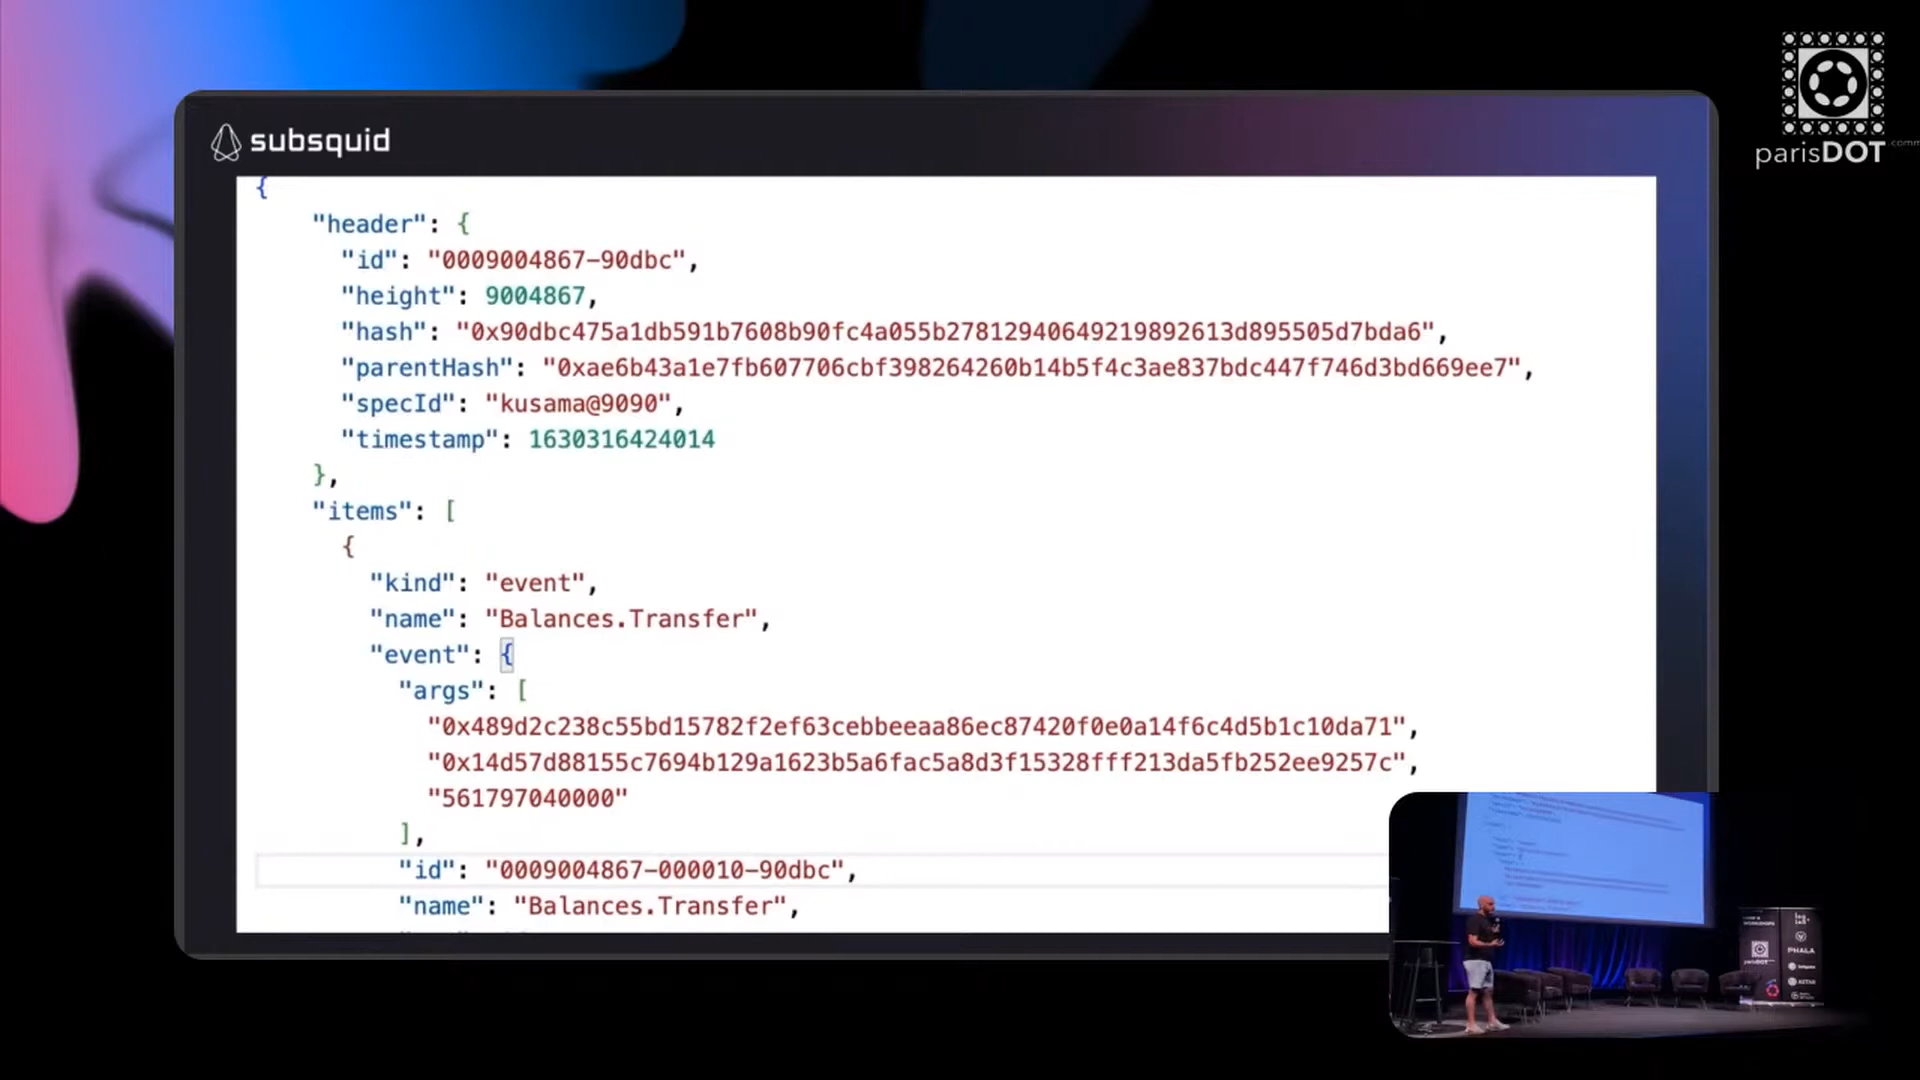 subsquid
parisDOT
{
"header": {
"id": "0009004867-90dbc",
"height": 9004867,
"hash": "0x90dbc475a1db591b7608b90fc4a055b27812940649219892613d895505d7bda6",
"parentHash": "0xae6b43a1e7fb607706cbf398264260b14b5f4c3ae837bdc447f746d3bd669ee7",
"specId": "kusama@9090",
"timestamp": 1630316424014
},
"items": [
{
"kind": "event",
"name": "Balances.Transfer",
"event": {
"args": [
"0x489d2c238c55bd15782f2ef63cebbeeaa86ec87420f0e0a14f6c4d5b1c10da71",
"0x14d57d88155c7694b129a1623b5a6fac5a8d3f15328fff213da5fb252ee9257c",
"561797040000"
],
"id": "0009004867-000010-90dbc",
"name": "Balances.Transfer",
PHALA